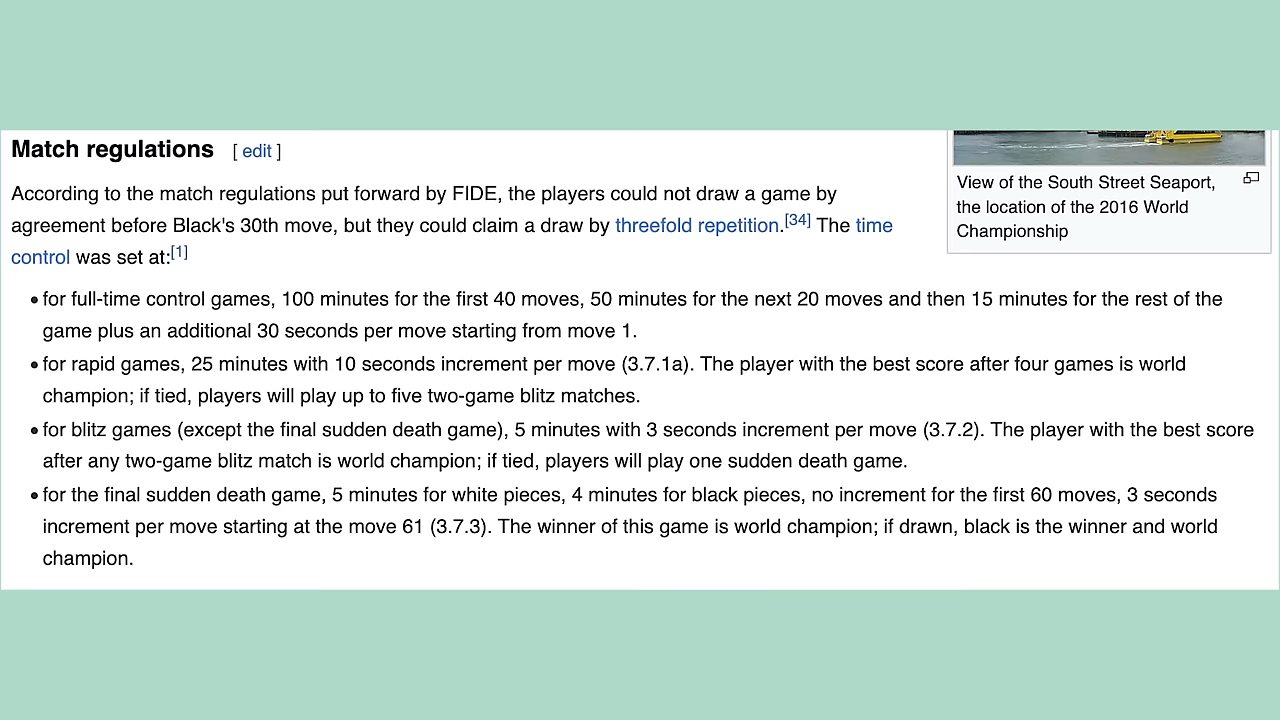 Match regulations [ edit ]
According to the match regulations put forward by FIDE, the players could not draw a game by
agreement before Black's 30th move, but they could claim a draw by threefold repetition.[34] The time
control was set at:[1]
View of the South Street Seaport,
the location of the 2016 World
Championship
• for full-time control games, 100 minutes for the first 40 moves, 50 minutes for the next 20 moves and then 15 minutes for the rest of the
game plus an additional 30 seconds per move starting from move 1.
• for rapid games, 25 minutes with 10 seconds increment per move (3.7.1a). The player with the best score after four games is world
champion; if tied, players will play up to five two-game blitz matches.
• for blitz games (except the final sudden death game), 5 minutes with 3 seconds increment per move (3.7.2). The player with the best score
after any two-game blitz match is world champion; if tied, players will play one sudden death game.
• for the final sudden death game, 5 minutes for white pieces, 4 minutes for black pieces, no increment for the first 60 moves, 3 seconds
increment per move starting at the move 61 (3.7.3). The winner of this game is world champion; if drawn, black is the winner and world
champion.